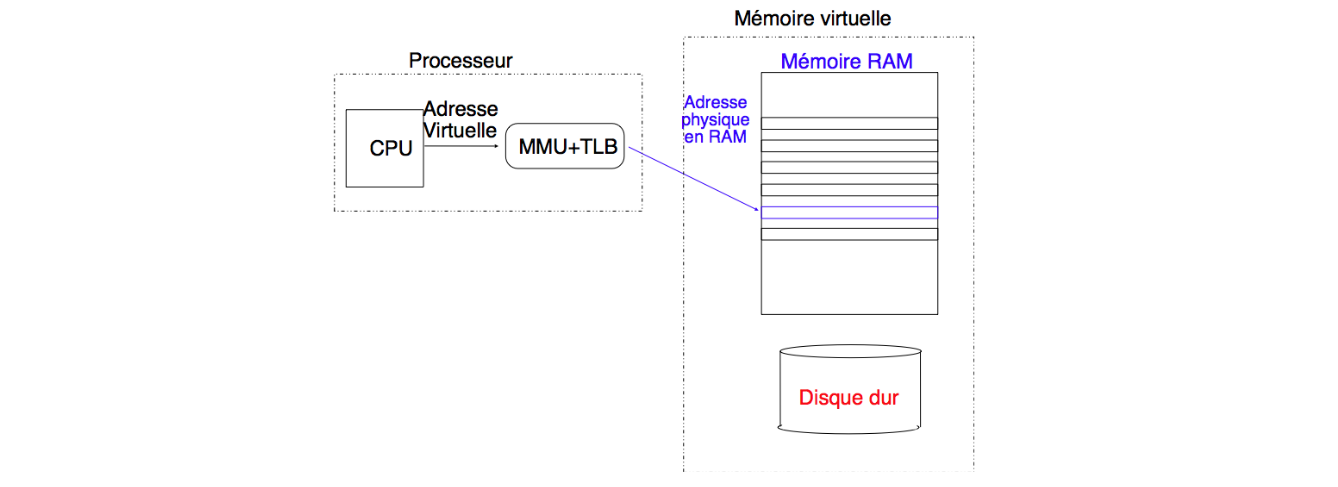 Mémoire virtuelle
Processeur
Mémoire RAM
Adresse
Virtuelle
CPU
MMU+TLB
Adresse
physique
en RAM
Disque dur